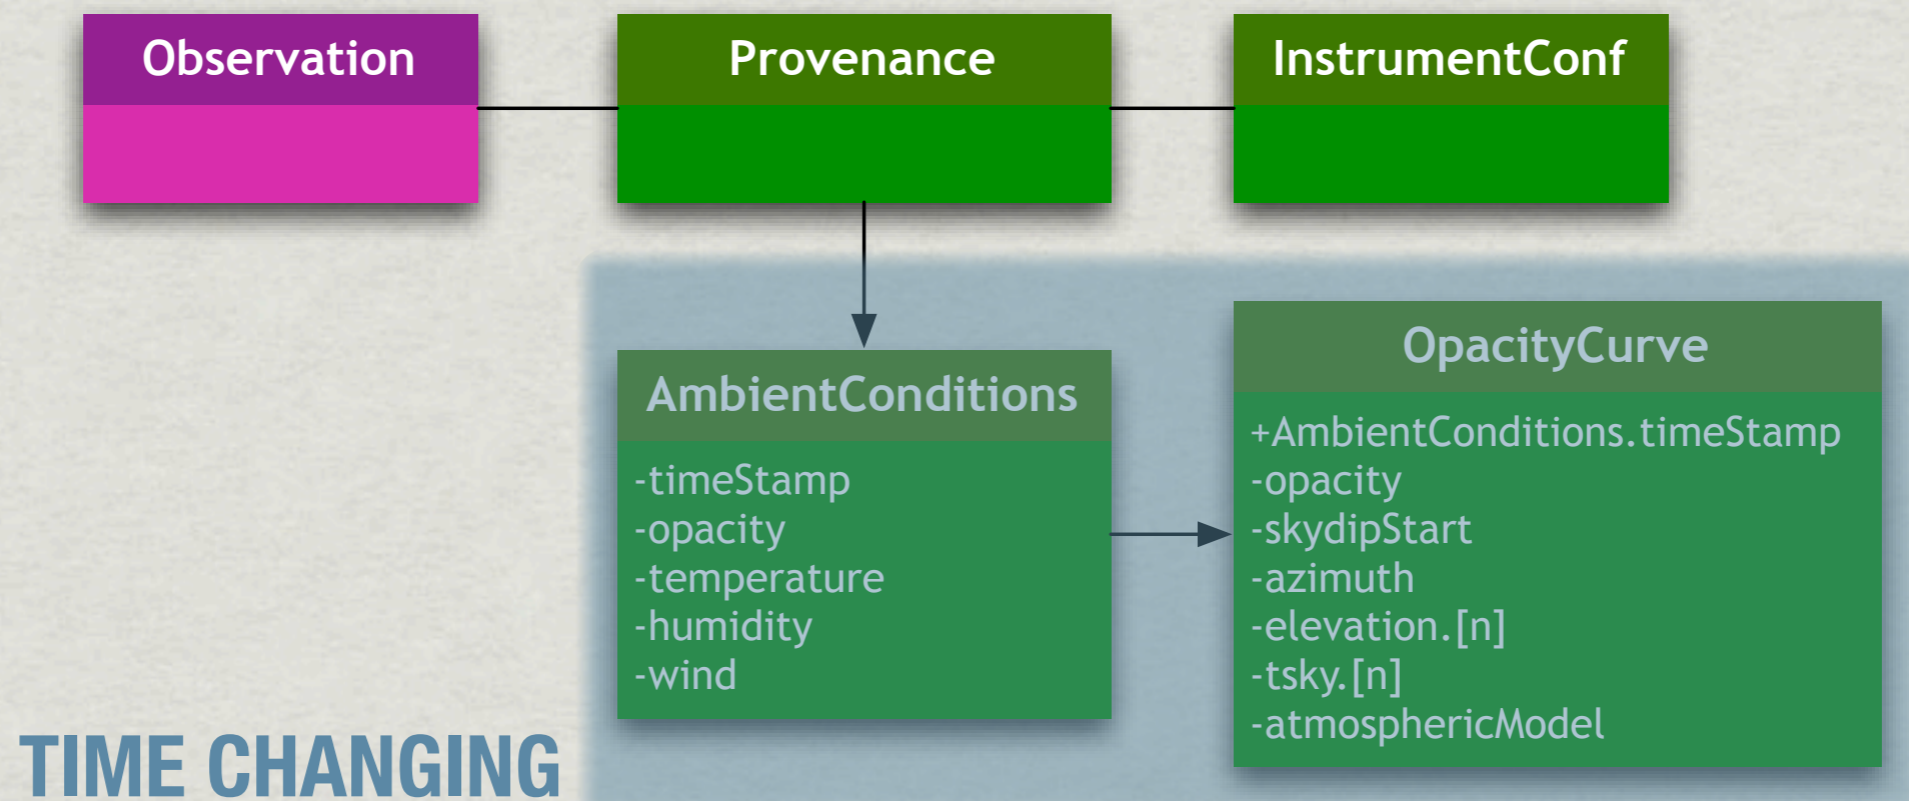 Observation
Provenance
InstrumentConf
AmbientConditions
-timeStamp
-opacity
-temperature
-humidity
-wind
OpacityCurve
+AmbientConditions.timeStamp
-opacity
-skydipStart
-azimuth
-elevation.[n]
-tsky.[n]
-atmosphericModel
TIME CHANGING